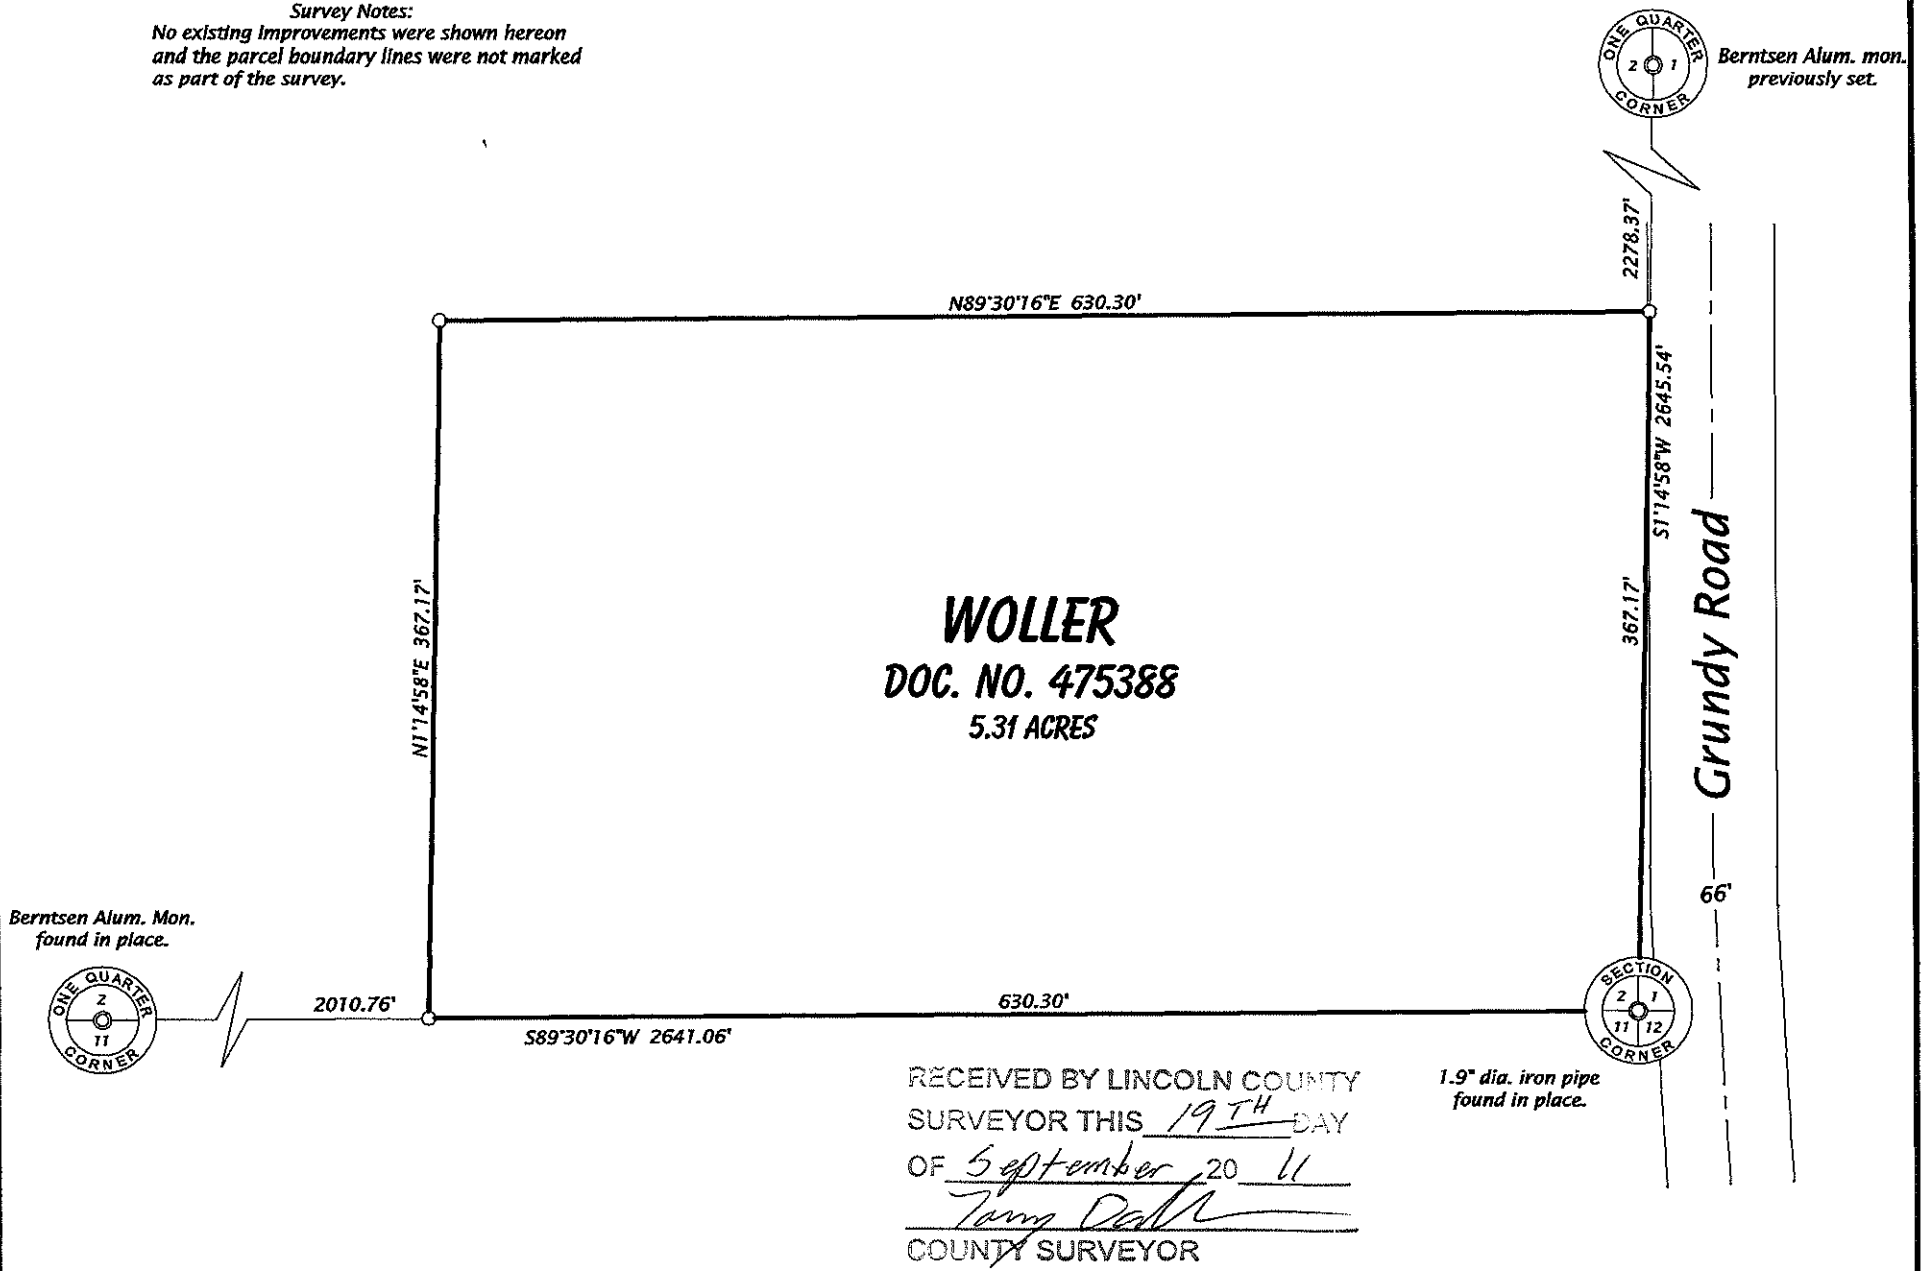 Survey Notes:
No existing improvements were shown hereon
and the parcel boundary lines were not marked
as part of the survey.
ONE QUARTER
2 1
CORNER
Berntsen Alum. mon.
previously set.
2278.37'
N89°30'16"E 630.30'
S1°14'58"W 2645.54'
N1°14'58"E 367.17'
367.17'
Grundy Road
66'
WOLLER
DOC. NO. 475388
5.31 ACRES
Berntsen Alum. Mon.
found in place.
ONE QUARTER
2
11
CORNER
2010.76'
630.30'
S89°30'16"W 2641.06'
SECTION
2 1
11 12
CORNER
1.9" dia. iron pipe
found in place.
RECEIVED BY LINCOLN COUNTY
SURVEYOR THIS 19TH DAY
OF September 20 11
COUNTY SURVEYOR